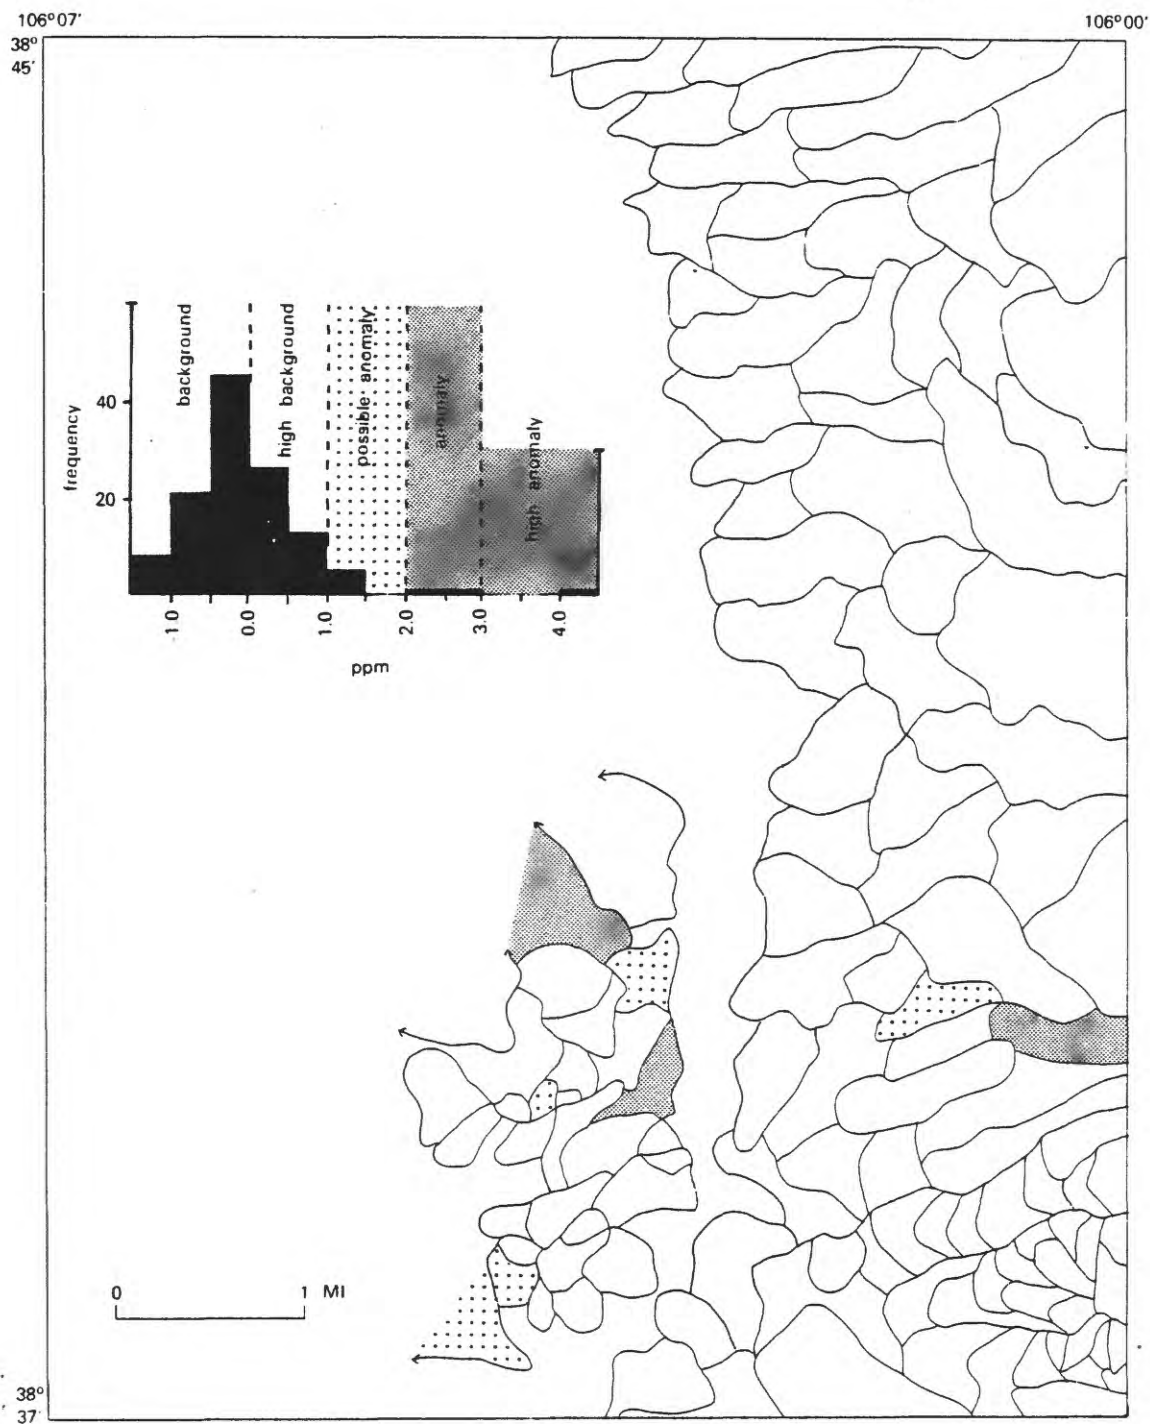 106°07'
106°00'
38°
45'
background
high background
possible anomaly
anomaly
high anomaly
frequency
40
20
1.0
0.0
1.0
2.0
3.0
4.0
ppm
0
1 MI
38°
37'